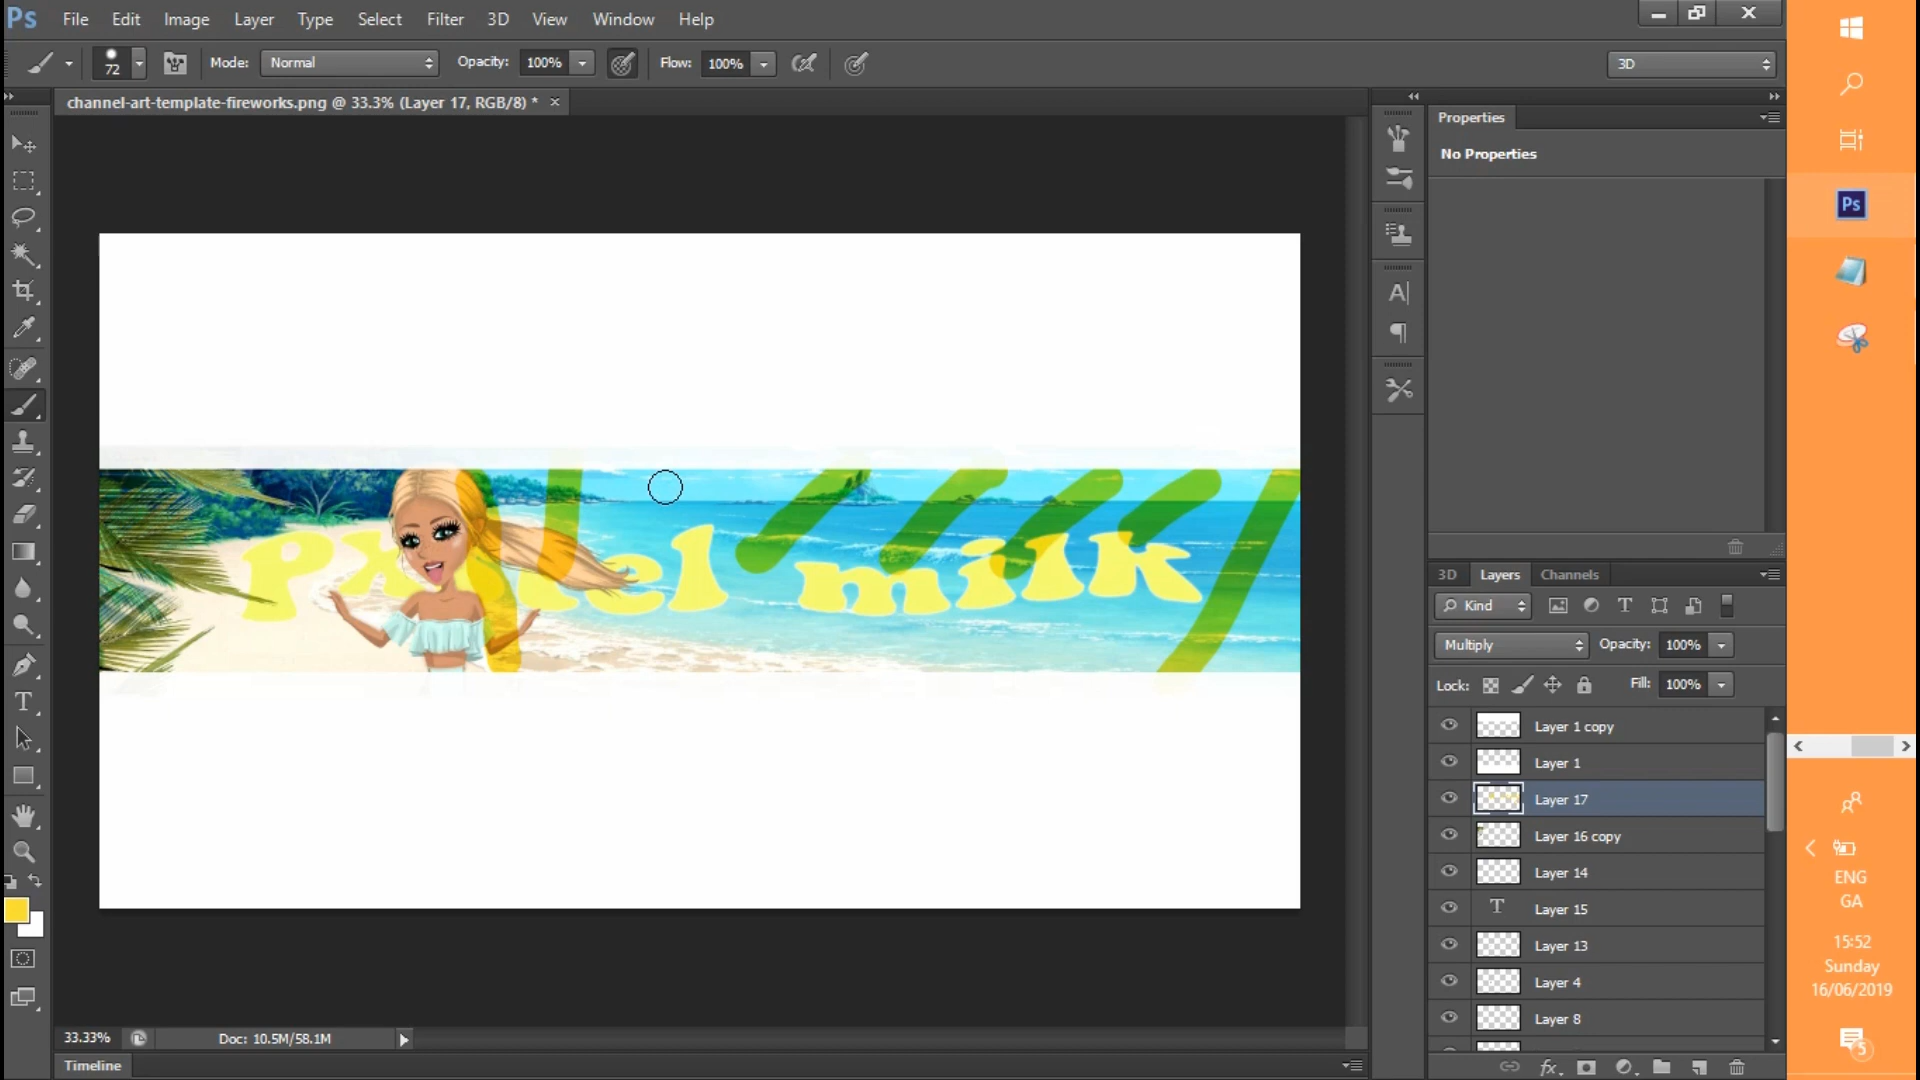 Ps File Edit Image Layer Type Select Filter 3D View Window Help
72 Mode: Normal Opacity: 100% Flow: 100% 3D
channel-art-template-fireworks.png @ 33.3% (Layer 17, RGB/8) * ×
Properties
No Properties
Ps
milk
3D Layers Channels
Kind
Multiply Opacity: 100%
Lock: Fill: 100%
Layer 1 copy
Layer 1
Layer 17
Layer 16 copy
Layer 14
Layer 15
Layer 13
Layer 4
Layer 8
ENG
GA
15:52
Sunday
16/06/2019
5
33.33% Doc: 10.5M/58.1M
Timeline
fx